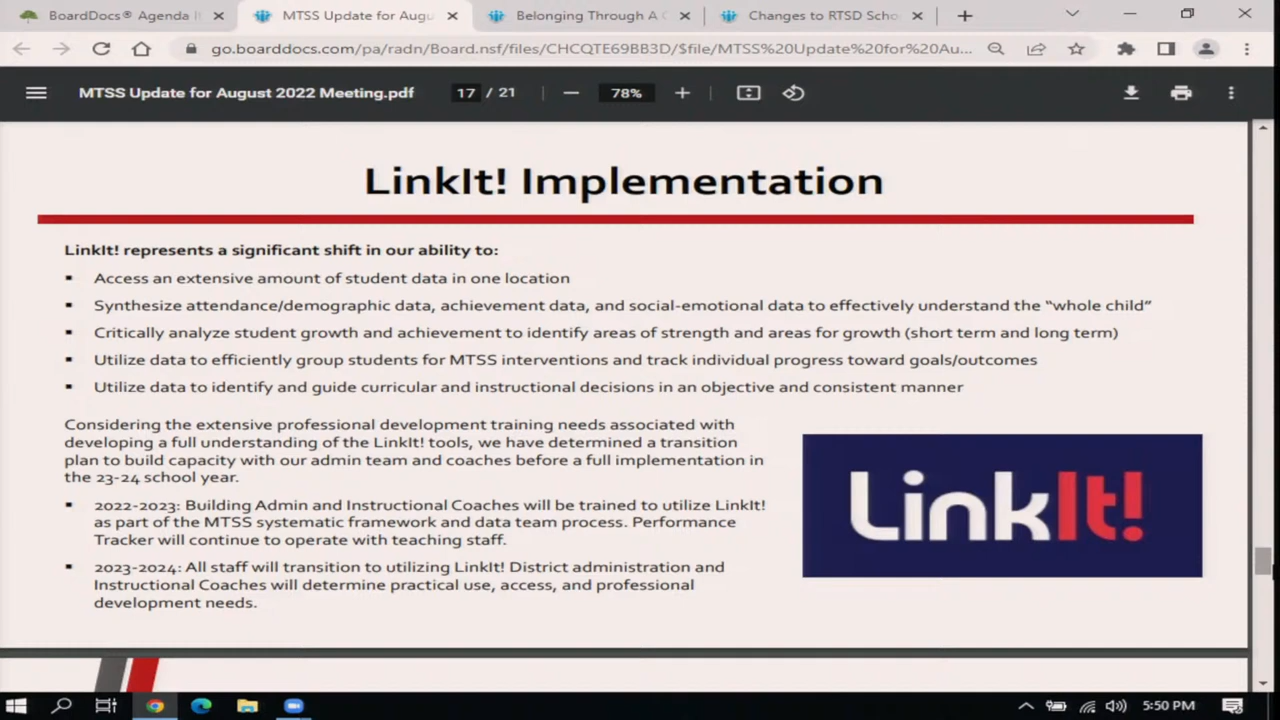 BoardDocs® Agenda I
MTSS Update for Augu
Belonging Through A C
Changes to RTSD Scho
go.boarddocs.com/pa/radn/Board.nsf/files/CHCQTE69BB3D/$file/MTSS%20Update%20for%20Au...
MTSS Update for August 2022 Meeting.pdf
17 / 21
78%
LinkIt! Implementation
LinkIt! represents a significant shift in our ability to:
▪ Access an extensive amount of student data in one location
▪ Synthesize attendance/demographic data, achievement data, and social-emotional data to effectively understand the “whole child”
▪ Critically analyze student growth and achievement to identify areas of strength and areas for growth (short term and long term)
▪ Utilize data to efficiently group students for MTSS interventions and track individual progress toward goals/outcomes
▪ Utilize data to identify and guide curricular and instructional decisions in an objective and consistent manner
Considering the extensive professional development training needs associated with
developing a full understanding of the LinkIt! tools, we have determined a transition
plan to build capacity with our admin team and coaches before a full implementation in
the 23-24 school year.
▪ 2022-2023: Building Admin and Instructional Coaches will be trained to utilize LinkIt!
as part of the MTSS systematic framework and data team process. Performance
Tracker will continue to operate with teaching staff.
▪ 2023-2024: All staff will transition to utilizing LinkIt! District administration and
Instructional Coaches will determine practical use, access, and professional
development needs.
LinkIt!
5:50 PM